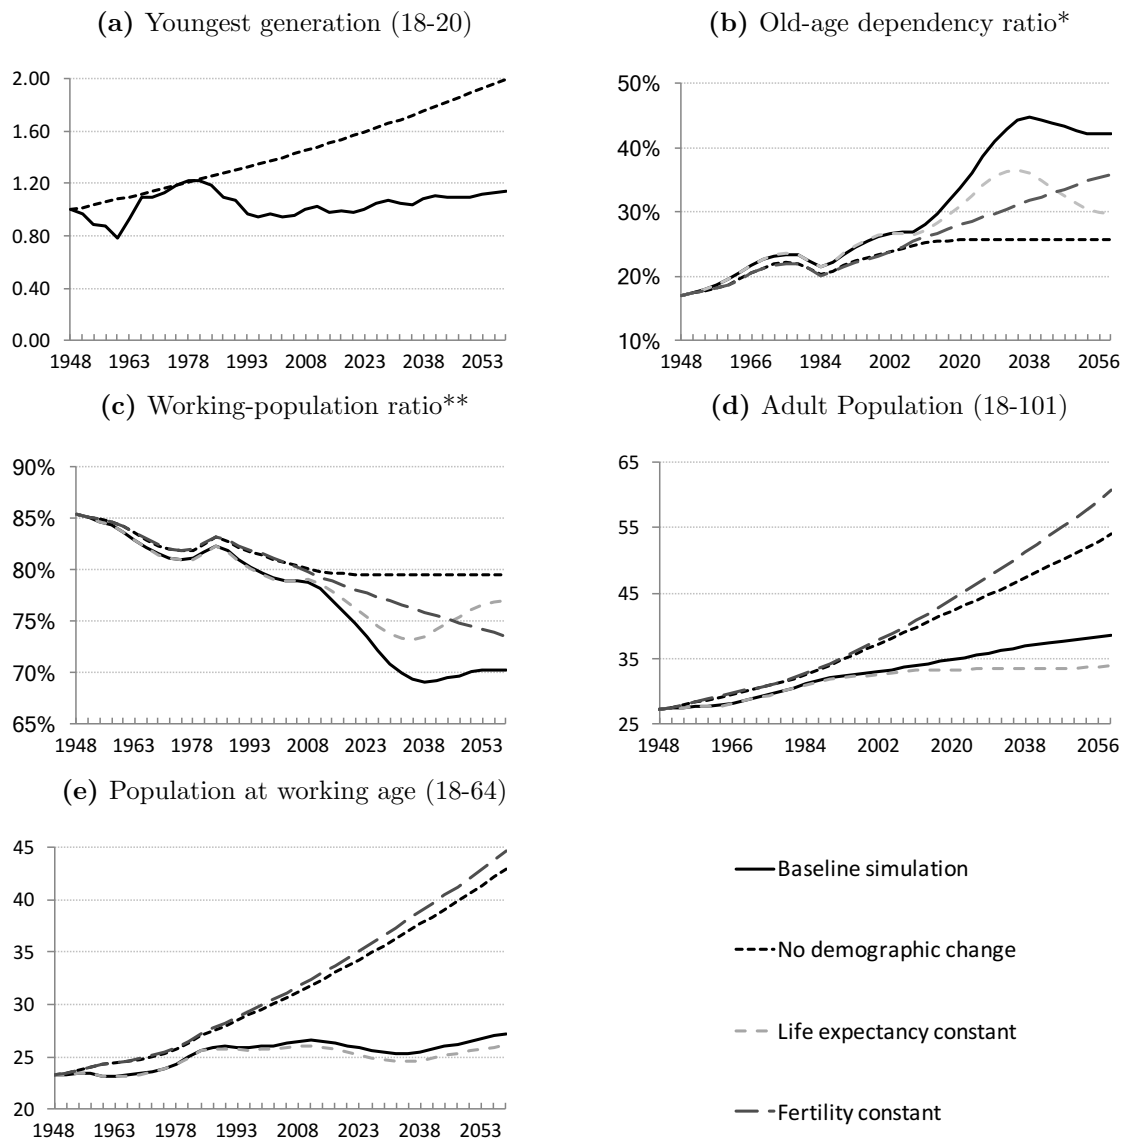 (a) Youngest generation (18-20)
2.00
1.60
1.20
0.80
0.40
0.00
1948 1963 1978 1993 2008 2023 2038 2053
(b) Old-age dependency ratio*
50%
40%
30%
20%
10%
1948 1966 1984 2002 2020 2038 2056
(c) Working-population ratio**
90%
85%
80%
75%
70%
65%
1948 1963 1978 1993 2008 2023 2038 2053
(d) Adult Population (18-101)
65
55
45
35
25
1948 1966 1984 2002 2020 2038 2056
(e) Population at working age (18-64)
45
40
35
30
25
20
1948 1963 1978 1993 2008 2023 2038 2053
Baseline simulation
No demographic change
Life expectancy constant
Fertility constant